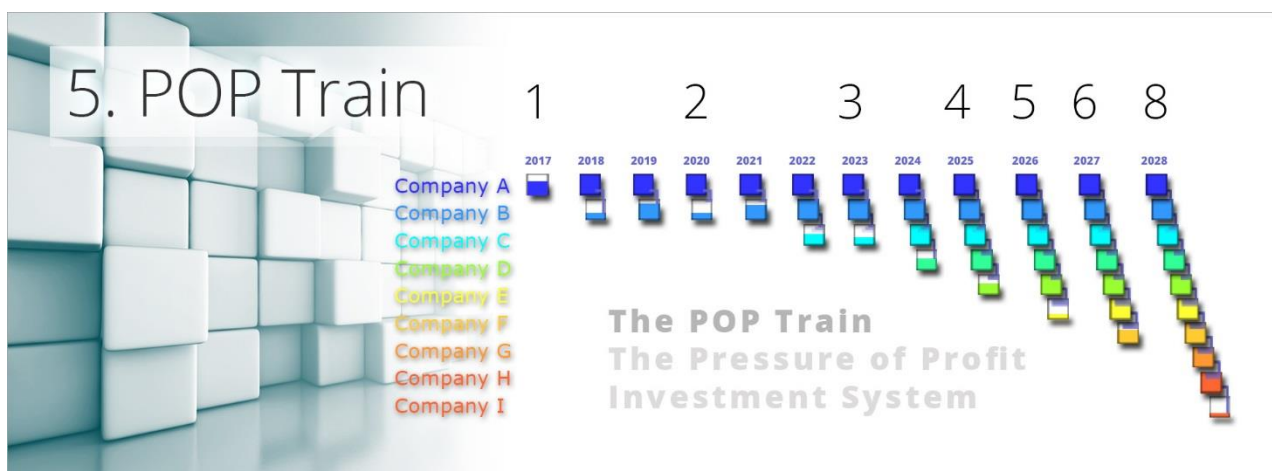 5. POP Train
1 2 3 4 5 6 8
2017 2018 2019 2020 2021 2022 2023 2024 2025 2026 2027 2028
Company A
Company B
Company C
Company D
Company E
Company F
Company G
Company H
Company I
The POP Train
The Pressure of Profit
Investment System